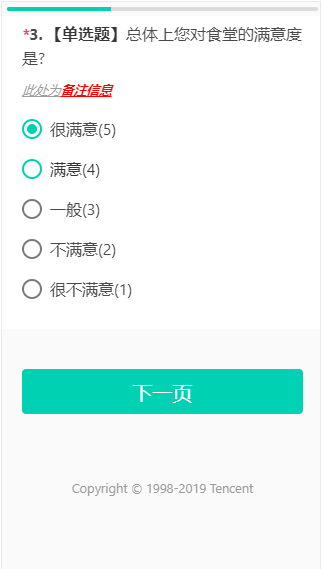 *3. 【单选题】总体上您对食堂的满意度
是?
此处为备注信息
很满意(5)
满意(4)
一般(3)
不满意(2)
很不满意(1)
下一页
Copyright © 1998-2019 Tencent